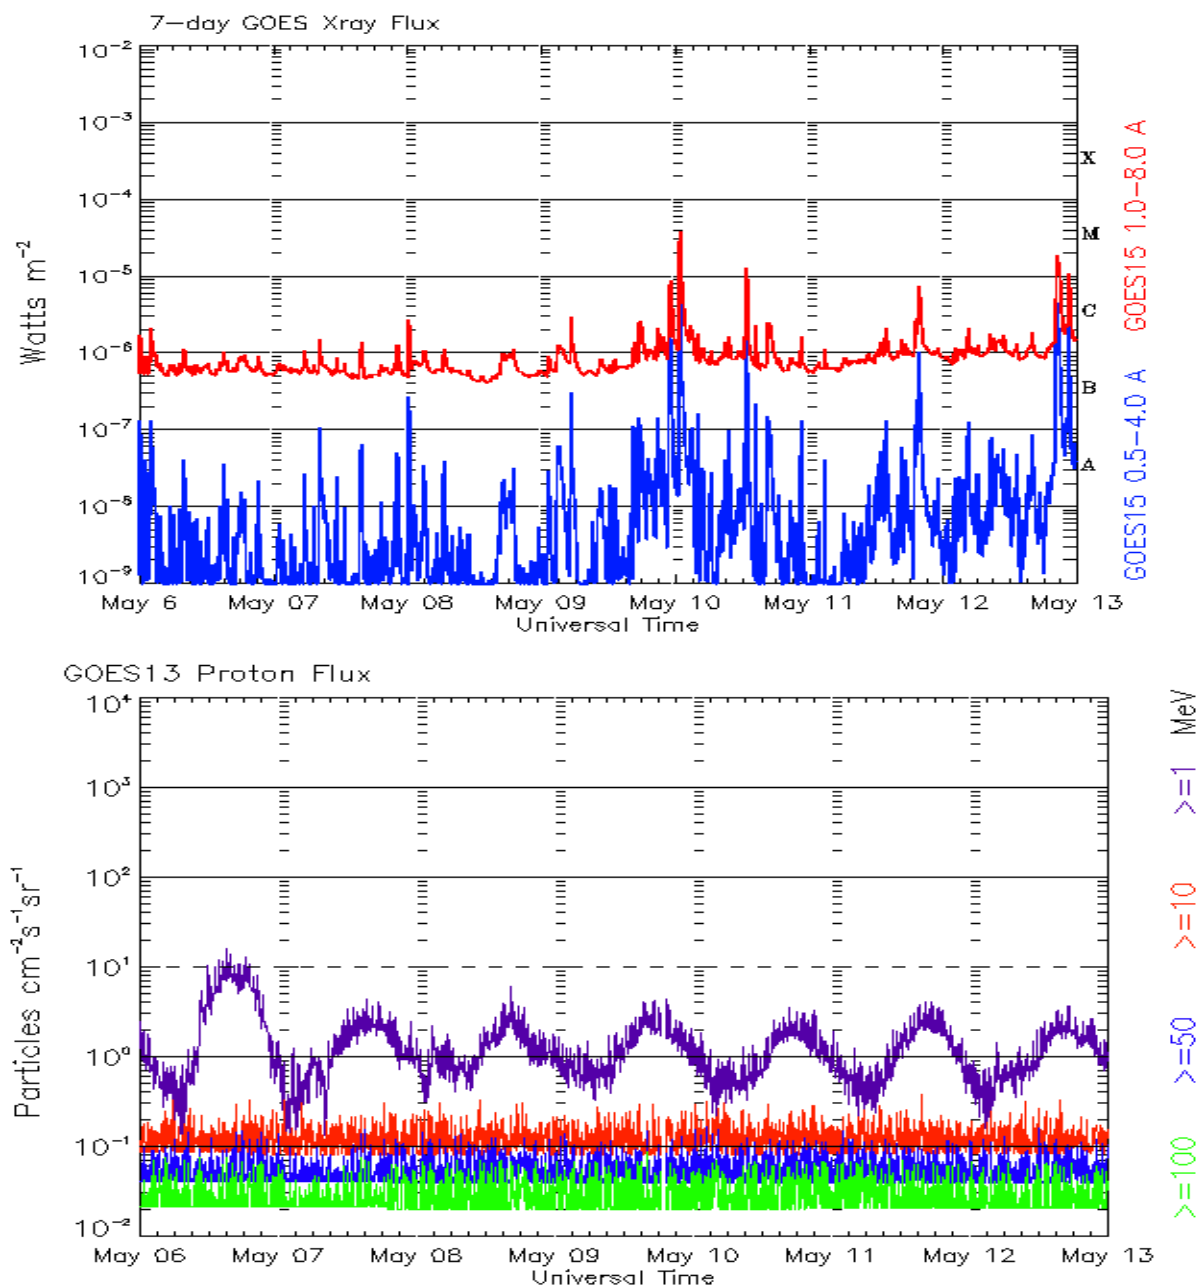 7-day GOES Xray Flux
10⁻²
10⁻³
10⁻⁴
10⁻⁵
10⁻⁶
10⁻⁷
10⁻⁸
10⁻⁹
Watts m⁻²
X
M
C
B
A
GOES15 1.0-8.0 A
GOES15 0.5-4.0 A
May 6 May 07 May 08 May 09 May 10 May 11 May 12 May 13
Universal Time
GOES13 Proton Flux
10⁴
10³
10²
10¹
10⁰
10⁻¹
10⁻²
Particles cm⁻²s⁻¹sr⁻¹
>=1 MeV
>=10
>=50
>=100
May 06 May 07 May 08 May 09 May 10 May 11 May 12 May 13
Universal Time